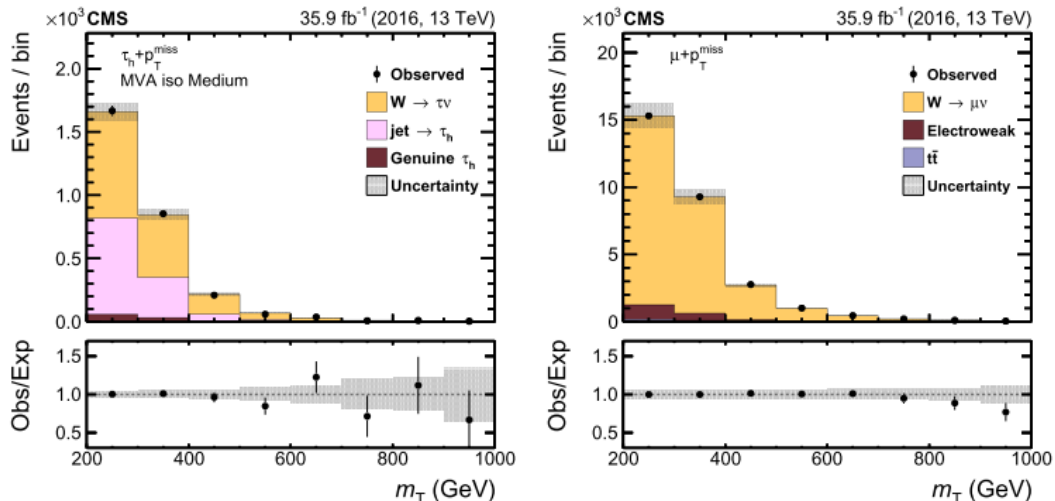 ×10³ CMS 35.9 fb⁻¹ (2016, 13 TeV)
Events / bin
τh+pTmiss
MVA iso Medium
Observed
W → τν
jet → τh
Genuine τh
Uncertainty
2.0
1.5
1.0
0.5
0.0
Obs/Exp
1.5
1.0
0.5
200 400 600 800 1000
mT (GeV)
×10³ CMS 35.9 fb⁻¹ (2016, 13 TeV)
Events / bin
μ+pTmiss
Observed
W → μν
Electroweak
tt̄
Uncertainty
20
15
10
5
0
Obs/Exp
1.5
1.0
0.5
200 400 600 800 1000
mT (GeV)